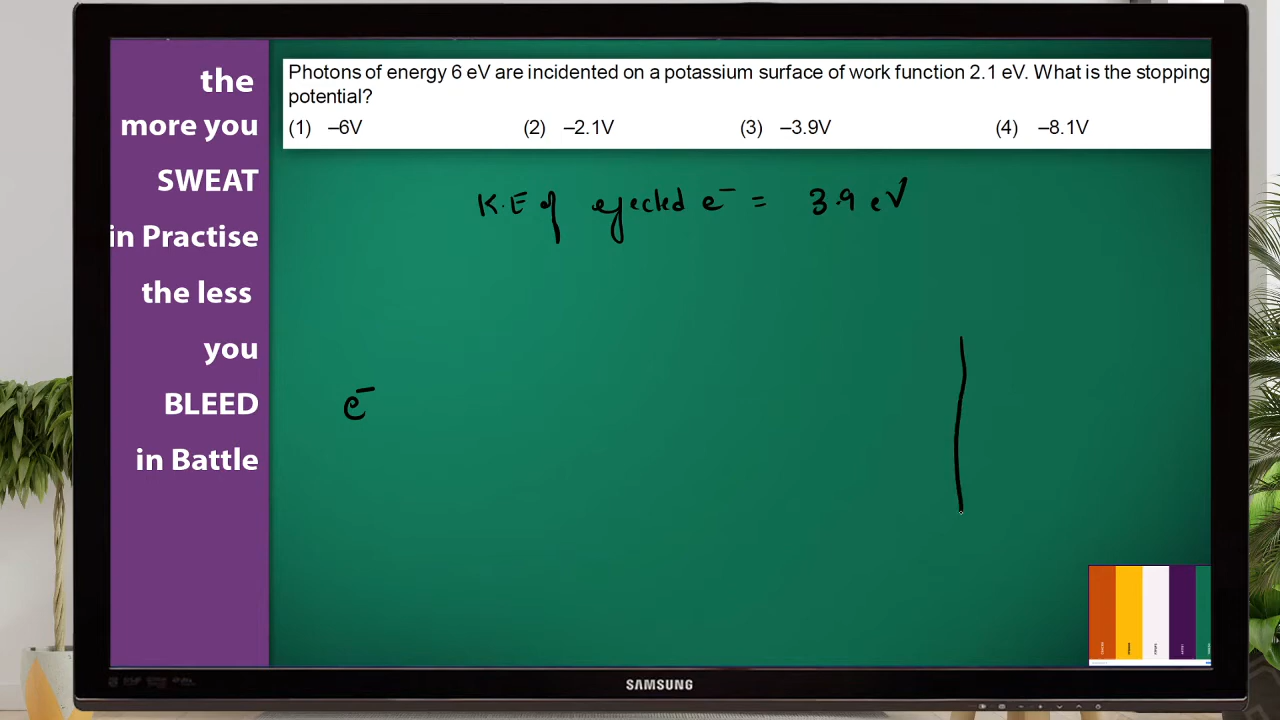 the
more you
SWEAT
in Practise
the less
you
BLEED
in Battle
Photons of energy 6 eV are incidented on a potassium surface of work function 2.1 eV. What is the stopping
potential?
(1) –6V (2) –2.1V (3) –3.9V (4) –8.1V
K.E of ejected e⁻ = 3.9 eV
e⁻
SAMSUNG